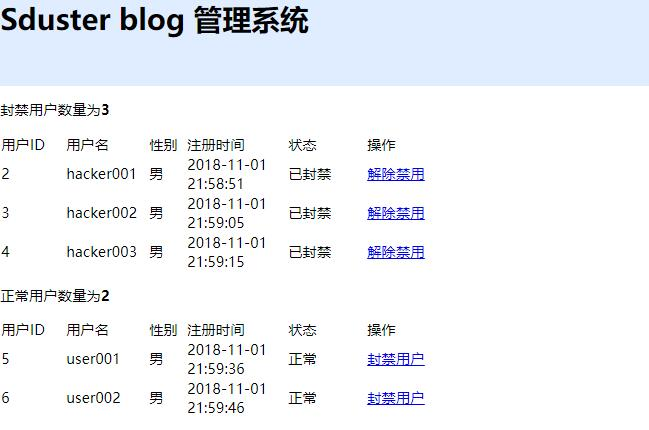 Sduster blog 管理系统
封禁用户数量为3
用户ID 用户名 性别 注册时间 状态 操作
2 hacker001 男 2018-11-01 21:58:51 已封禁 解除禁用
3 hacker002 男 2018-11-01 21:59:05 已封禁 解除禁用
4 hacker003 男 2018-11-01 21:59:15 已封禁 解除禁用
正常用户数量为2
用户ID 用户名 性别 注册时间 状态 操作
5 user001 男 2018-11-01 21:59:36 正常 封禁用户
6 user002 男 2018-11-01 21:59:46 正常 封禁用户